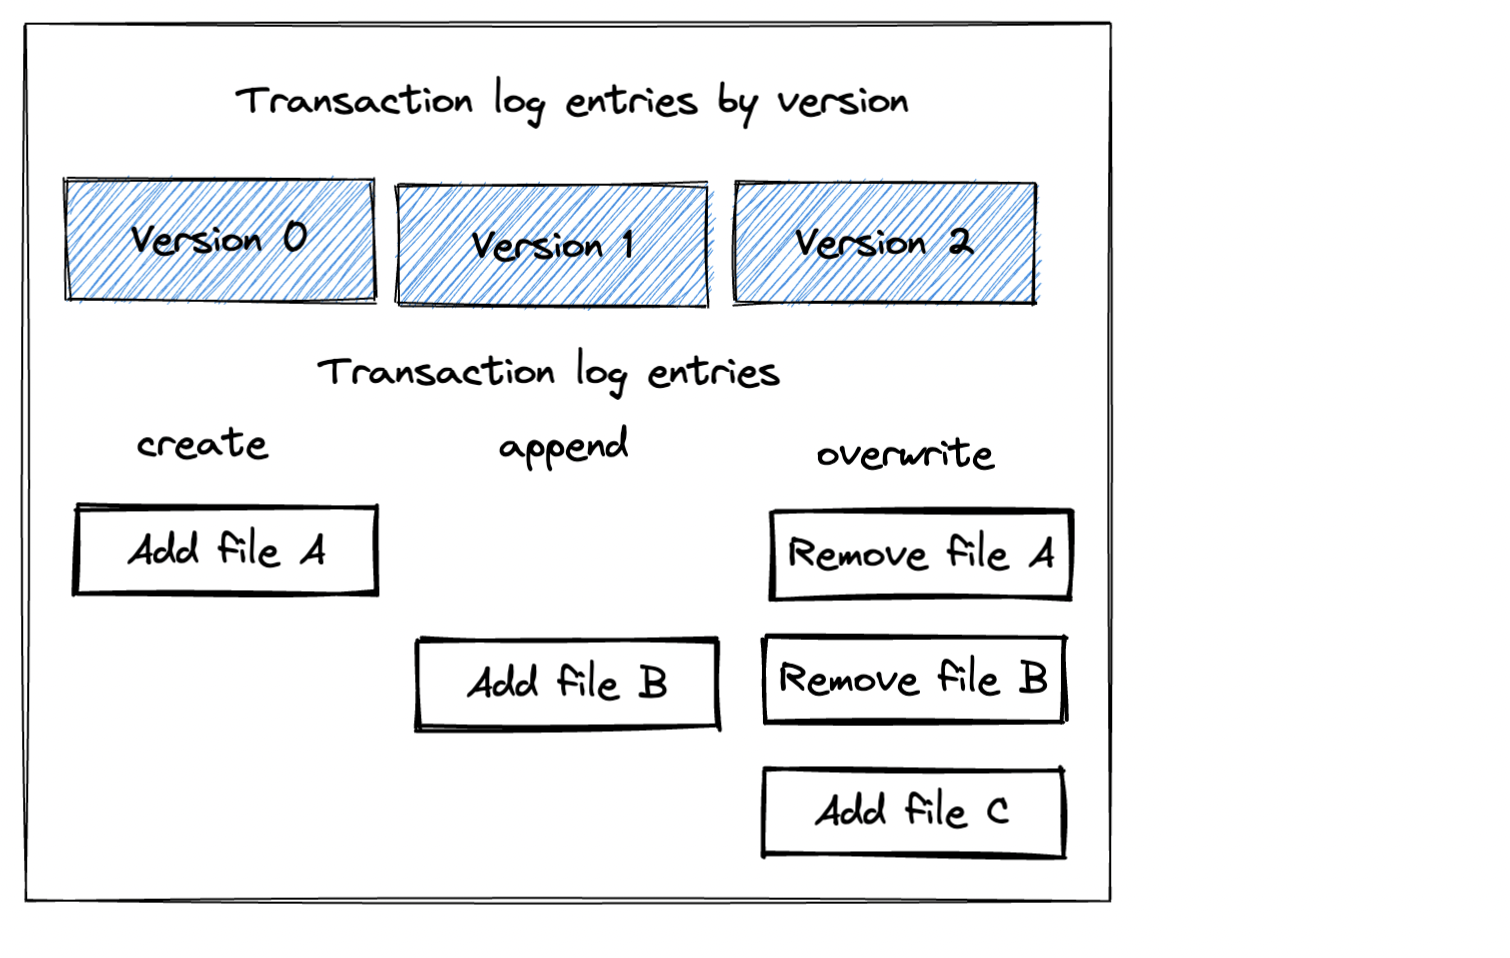 Transaction log entries by version
Version 0
Version 1
Version 2
Transaction log entries
create
append
overwrite
Add file A
Remove file A
Add file B
Remove file B
Add file C